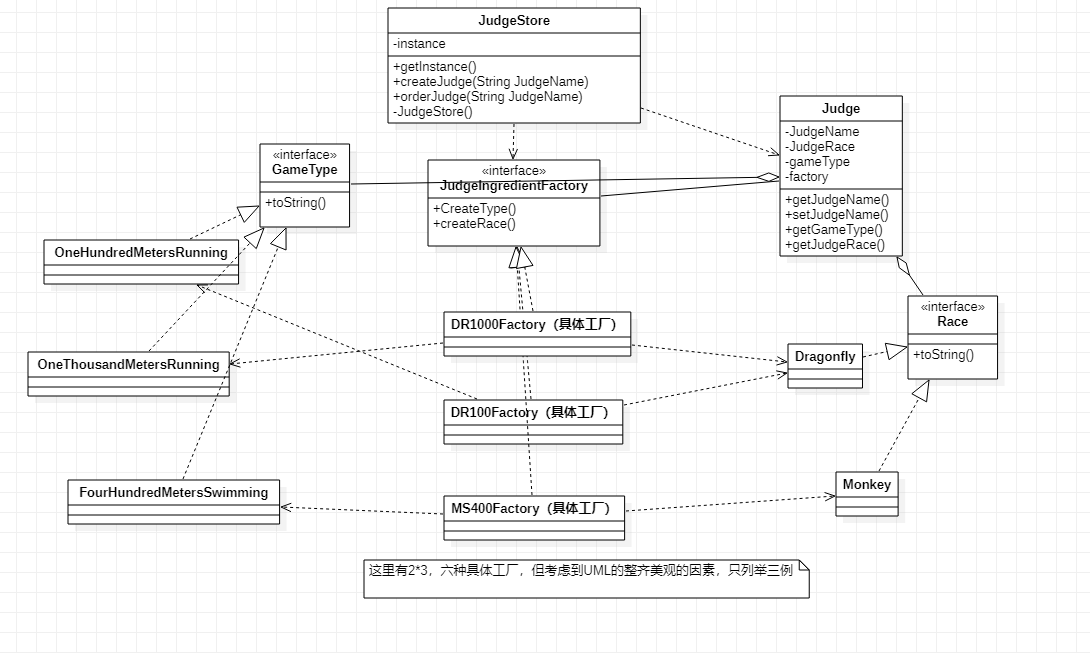 JudgeStore
-instance
+getInstance()
+createJudge(String JudgeName)
+orderJudge(String JudgeName)
-JudgeStore()
Judge
-JudgeName
-JudgeRace
-gameType
-factory
+getJudgeName()
+setJudgeName()
+getGameType()
+getJudgeRace()
«interface»
GameType
+toString()
«interface»
JudgeIngredientFactory
+CreateType()
+createRace()
OneHundredMetersRunning
«interface»
Race
+toString()
DR1000Factory（具体工厂）
OneThousandMetersRunning
Dragonfly
DR100Factory（具体工厂）
FourHundredMetersSwimming
MS400Factory（具体工厂）
Monkey
这里有2*3，六种具体工厂，但考虑到UML的整齐美观的因素，只列举三例